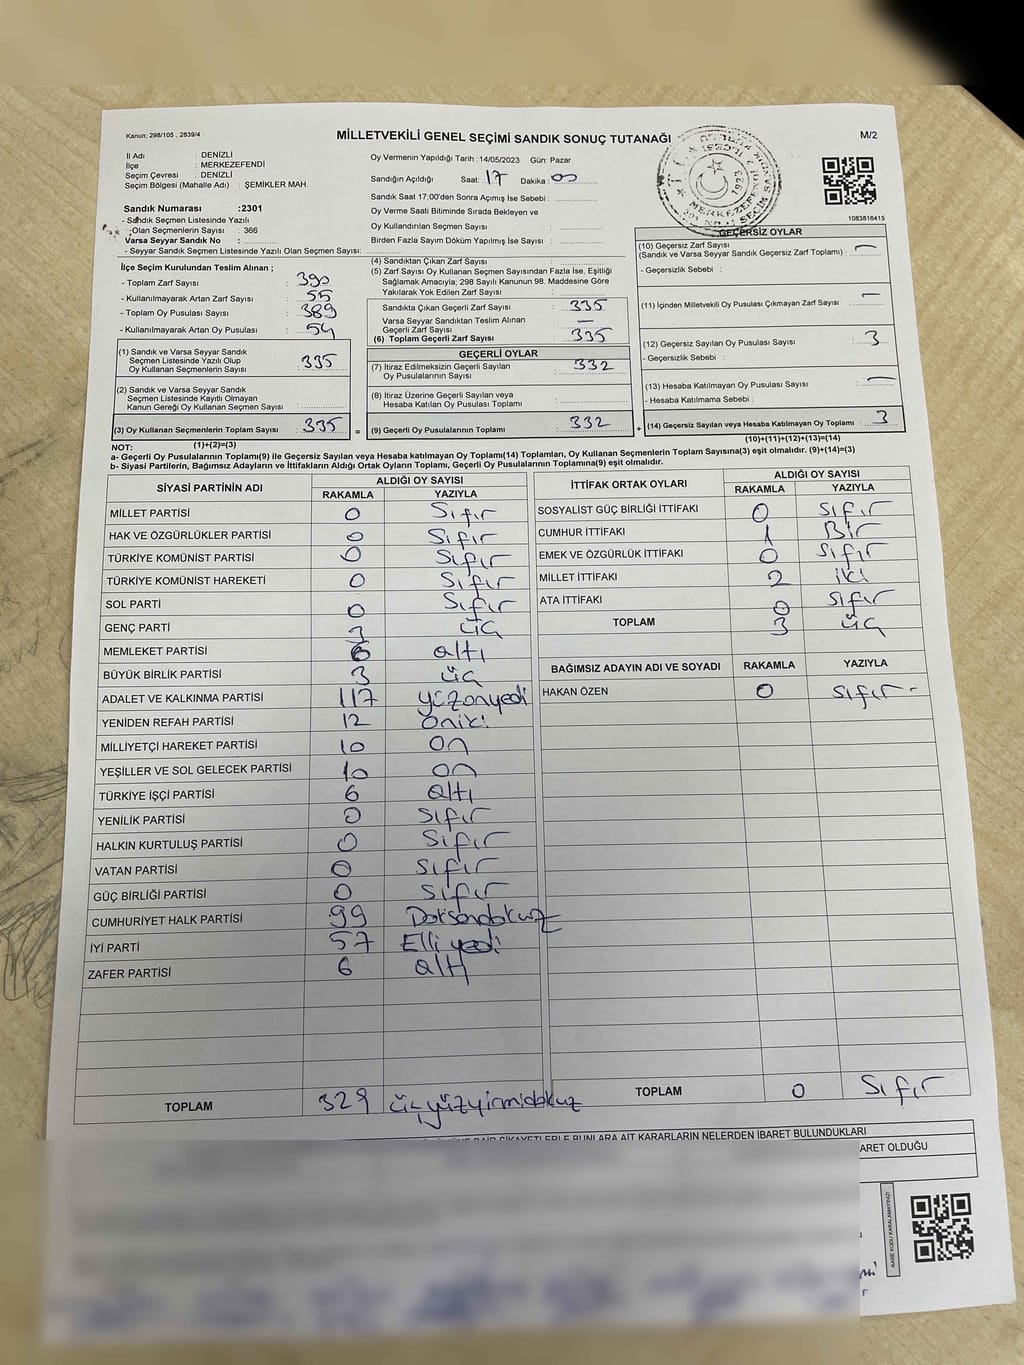 Kanun; 298/105 , 2839/4
MİLLETVEKİLİ GENEL SEÇİMİ SANDIK SONUÇ TUTANAĞI
M/2
İl Adı : DENİZLİ
İlçe : MERKEZEFENDİ
Seçim Çevresi : DENİZLİ
Seçim Bölgesi (Mahalle Adı) : ŞEMİKLER MAH.
Sandık Numarası :2301
- Sandık Seçmen Listesinde Yazılı
Olan Seçmenlerin Sayısı : 366
Varsa Seyyar Sandık No :
- Seyyar Sandık Seçmen Listesinde Yazılı Olan Seçmen Sayısı:
Oy Vermenin Yapıldığı Tarih :14/05/2023 Gün: Pazar
Sandığın Açıldığı Saat: 17 Dakika: 00
Sandık Saat 17:00'den Sonra Açımış İse Sebebi :
Oy Verme Saati Bitiminde Sırada Bekleyen ve
Oy Kullandırılan Seçmen Sayısı :
Birden Fazla Sayım Döküm Yapılmış İse Sayısı :
1083816415
İlçe Seçim Kurulundan Teslim Alınan ;
- Toplam Zarf Sayısı : 390
- Kullanılmayarak Artan Zarf Sayısı : 55
- Toplam Oy Pusulası Sayısı : 389
- Kullanılmayarak Artan Oy Pusulası : 54
(1) Sandık ve Varsa Seyyar Sandık
Seçmen Listesinde Yazılı Olup
Oy Kullanan Seçmenlerin Sayısı : 335
(2) Sandık ve Varsa Seyyar Sandık
Seçmen Listesinde Kayıtlı Olmayan
Kanun Gereği Oy Kullanan Seçmen Sayısı :
(3) Oy Kullanan Seçmenlerin Toplam Sayısı : 335 =
(4) Sandıktan Çıkan Zarf Sayısı :
(5) Zarf Sayısı Oy Kullanan Seçmen Sayısından Fazla İse, Eşitliği
Sağlamak Amacıyla; 298 Sayılı Kanunun 98. Maddesine Göre
Yakılarak Yok Edilen Zarf Sayısı :
Sandıkta Çıkan Geçerli Zarf Sayısı : 335
Varsa Seyyar Sandıktan Teslim Alınan
Geçerli Zarf Sayısı : —
(6) Toplam Geçerli Zarf Sayısı : 335
GEÇERLİ OYLAR
(7) İtiraz Edilmeksizin Geçerli Sayılan
Oy Pusulalarının Sayısı : 332
(8) İtiraz Üzerine Geçerli Sayılan veya
Hesaba Katılan Oy Pusulası Toplamı :
(9) Geçerli Oy Pusulalarının Toplamı : 332 +
GEÇERSİZ OYLAR
(10) Geçersiz Zarf Sayısı
(Sandık ve Varsa Seyyar Sandık Geçersiz Zarf Toplamı) : —
- Geçersizlik Sebebi :
(11) İçinden Milletvekili Oy Pusulası Çıkmayan Zarf Sayısı : —
(12) Geçersiz Sayılan Oy Pusulası Sayısı : 3
- Geçersizlik Sebebi :
(13) Hesaba Katılmayan Oy Pusulası Sayısı : —
- Hesaba Katılmama Sebebi :
(14) Geçersiz Sayılan veya Hesaba Katılmayan Oy Toplamı : 3
NOT: (1)+(2)=(3) (10)+(11)+(12)+(13)=(14)
a- Geçerli Oy Pusulasının Toplamı(9) ile Geçersiz Sayılan veya Hesaba katılmayan Oy Toplamı(14) Toplamları, Oy Kullanan Seçmenlerin Toplam Sayısına(3) eşit olmalıdır. (9)+(14)=(3)
b- Siyasi Partilerin, Bağımsız Adayların ve İttifakların Aldığı Ortak Oyların Toplamı, Geçerli Oy Pusulalarının Toplamına(9) eşit olmalıdır.
SİYASİ PARTİNİN ADI ALDIĞI OY SAYISI
RAKAMLA YAZIYLA
MİLLET PARTİSİ 0 Sıfır
HAK VE ÖZGÜRLÜKLER PARTİSİ 0 Sıfır
TÜRKİYE KOMÜNİST PARTİSİ 0 Sıfır
TÜRKİYE KOMÜNİST HAREKETİ 0 Sıfır
SOL PARTİ 0 Sıfır
GENÇ PARTİ 3 üç
MEMLEKET PARTİSİ 6 altı
BÜYÜK BİRLİK PARTİSİ 3 üç
ADALET VE KALKINMA PARTİSİ 117 yüzonyedi
YENİDEN REFAH PARTİSİ 12 Oniki
MİLLİYETÇİ HAREKET PARTİSİ 10 on
YEŞİLLER VE SOL GELECEK PARTİSİ 10 on
TÜRKİYE İŞÇİ PARTİSİ 6 altı
YENİLİK PARTİSİ 0 Sıfır
HALKIN KURTULUŞ PARTİSİ 0 Sıfır
VATAN PARTİSİ 0 Sıfır
GÜÇ BİRLİĞİ PARTİSİ 0 Sıfır
CUMHURİYET HALK PARTİSİ 99 Doksandokuz
İYİ PARTİ 57 Elli yedi
ZAFER PARTİSİ 6 altı
TOPLAM 329 üçyüzyirmidokuz
İTTİFAK ORTAK OYLARI ALDIĞI OY SAYISI
RAKAMLA YAZIYLA
SOSYALİST GÜÇ BİRLİĞİ İTTİFAKI 0 Sıfır
CUMHUR İTTİFAKI 1 Bir
EMEK VE ÖZGÜRLÜK İTTİFAKI 0 Sıfır
MİLLET İTTİFAKI 2 iki
ATA İTTİFAKI 0 sıfır
TOPLAM 3 üç
BAĞIMSIZ ADAYIN ADI VE SOYADI RAKAMLA YAZIYLA
HAKAN ÖZEN 0 sıfır
TOPLAM 0 Sıfır
ŞİKAYETLERLE BUNLARA AİT KARARLARIN NELERDEN İBARET BULUNDUKLARI
ARET OLDUĞU
KARE KODU KARALAMAYINIZ!